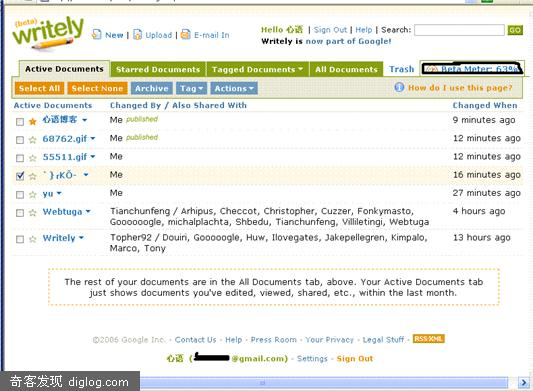 (beta)
writely
New | Upload | E-mail In
Hello 心语 | Sign Out | Help | Search: GO
Writely is now part of Google!
Active Documents Starred Documents Tagged Documents All Documents Trash Beta Meter: 63%
Select All Select None Archive Tag Actions How do I use this page?
Active Documents Changed By / Also Shared With Changed When
心语博客 Me published 9 minutes ago
68762.gif Me published 12 minutes ago
55511.gif Me 12 minutes ago
Me 16 minutes ago
yu Me 27 minutes ago
Webtuga Tianchunfeng / Arhipus, Checcot, Christopher, Cuzzer, Fonkymasto, 4 hours ago
Goooooogle, michalplachta, Shbedu, Tianchunfeng, Villiletingi, Webtuga
Writely Topher92 / Douiri, Gooooogle, Huw, Ilovegates, Jakepellegren, Kimpalo, 13 hours ago
Marco, Tony
The rest of your documents are in the All Documents tab, above. Your Active Documents tab
just shows documents you've edited, viewed, shared, etc., within the last month.
©2006 Google Inc. · Contact Us · Help · Press Room · Your Privacy · Legal Stuff · RSS XML
心语 ( @gmail.com) · Settings · Sign Out
奇客发现 diglog.com